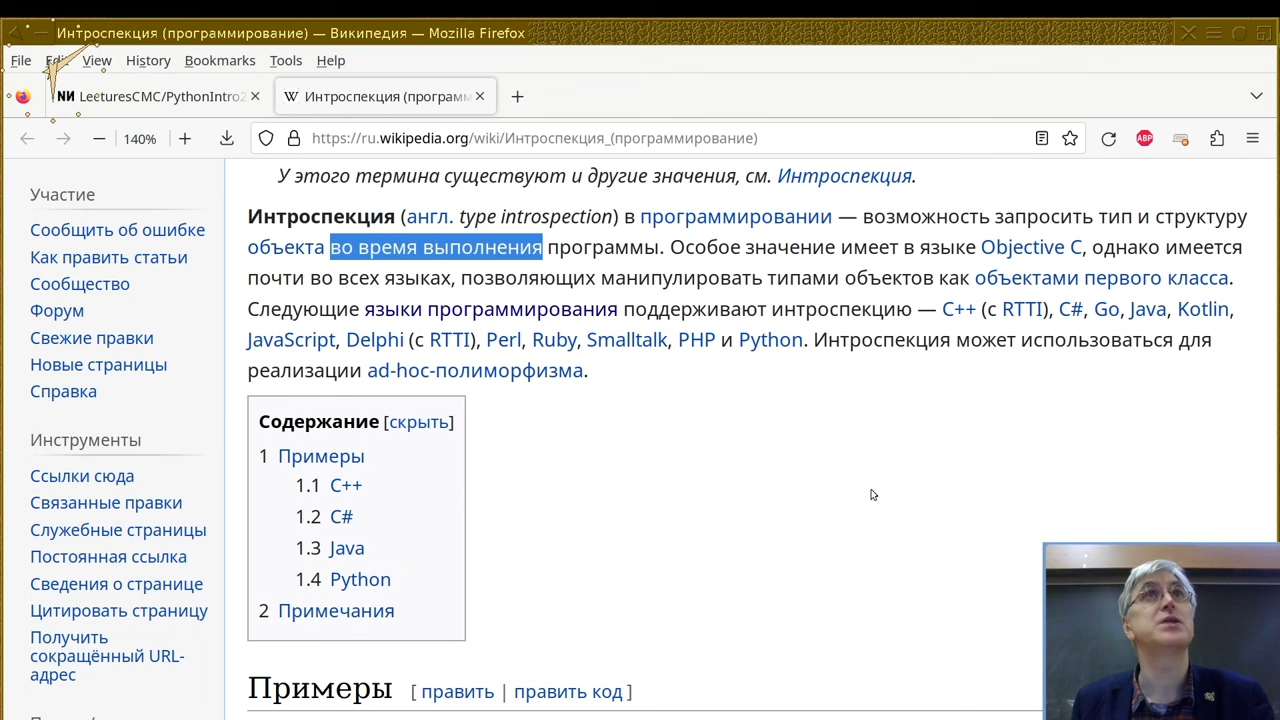 Интроспекция (программирование) — Википедия — Mozilla Firefox
File Edit View History Bookmarks Tools Help
LecturesCMC/PythonIntro2 Интроспекция (программ
140% https://ru.wikipedia.org/wiki/Интроспекция_(программирование) ABP
У этого термина существуют и другие значения, см. Интроспекция.
Интроспекция (англ. type introspection) в программировании — возможность запросить тип и структуру
объекта во время выполнения программы. Особое значение имеет в языке Objective C, однако имеется
почти во всех языках, позволяющих манипулировать типами объектов как объектами первого класса.
Следующие языки программирования поддерживают интроспекцию — C++ (с RTTI), C#, Go, Java, Kotlin,
JavaScript, Delphi (с RTTI), Perl, Ruby, Smalltalk, PHP и Python. Интроспекция может использоваться для
реализации ad-hoc-полиморфизма.
Участие
Сообщить об ошибке
Как править статьи
Сообщество
Форум
Свежие правки
Новые страницы
Справка
Инструменты
Ссылки сюда
Связанные правки
Служебные страницы
Постоянная ссылка
Сведения о странице
Цитировать страницу
Получить
сокращённый URL-
адрес
Содержание [скрыть]
1 Примеры
1.1 C++
1.2 C#
1.3 Java
1.4 Python
2 Примечания
Примеры [ править | править код ]